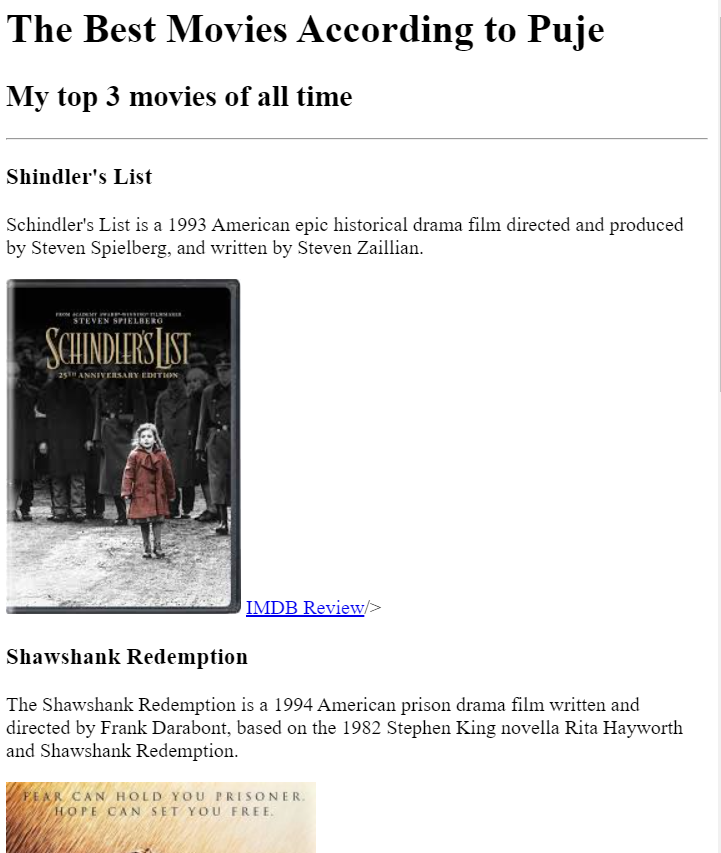 The Best Movies According to Puje
My top 3 movies of all time
Shindler's List
Schindler's List is a 1993 American epic historical drama film directed and produced
by Steven Spielberg, and written by Steven Zaillian.
FROM ACADEMY AWARD-WINNING FILMMAKER
STEVEN SPIELBERG
SCHINDLER'S LIST
25TH ANNIVERSARY EDITION
IMDB Review/>
Shawshank Redemption
The Shawshank Redemption is a 1994 American prison drama film written and
directed by Frank Darabont, based on the 1982 Stephen King novella Rita Hayworth
and Shawshank Redemption.
FEAR CAN HOLD YOU PRISONER.
HOPE CAN SET YOU FREE.